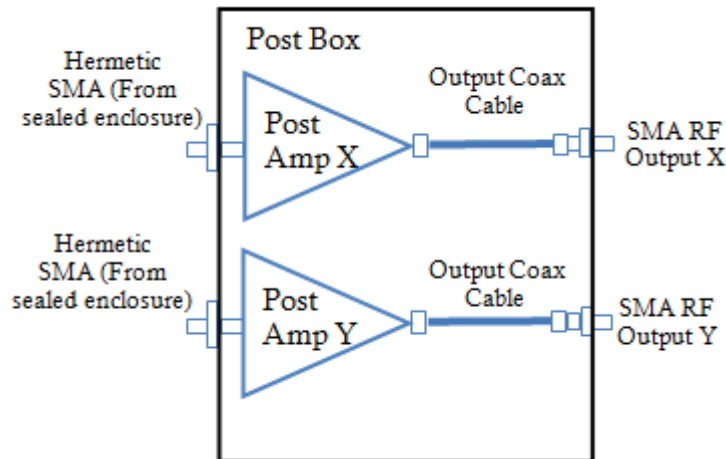 Post Box
Hermetic
SMA (From
sealed enclosure)
Post
Amp X
Output Coax
Cable
SMA RF
Output X
Hermetic
SMA (From
sealed enclosure)
Post
Amp Y
Output Coax
Cable
SMA RF
Output Y